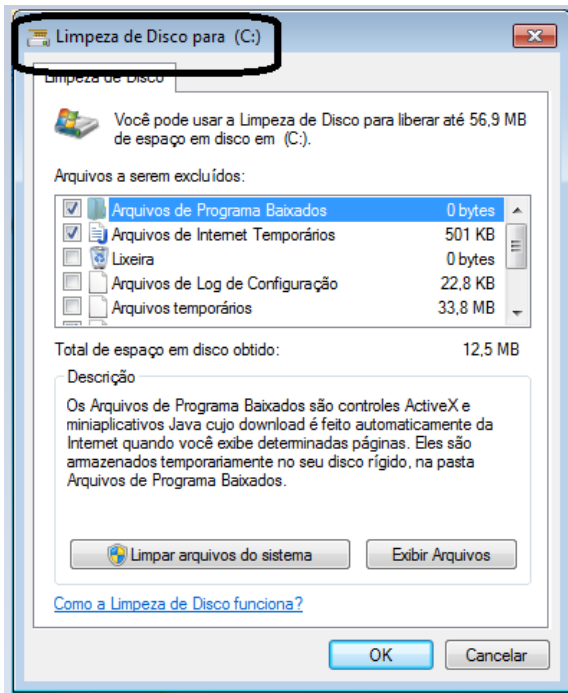 Limpeza de Disco para (C:)
Limpeza de Disco
Você pode usar a Limpeza de Disco para liberar até 56,9 MB
de espaço em disco em (C:).
Arquivos a serem excluídos:
Arquivos de Programa Baixados 0 bytes
Arquivos de Internet Temporários 501 KB
Lixeira 0 bytes
Arquivos de Log de Configuração 22,8 KB
Arquivos temporários 33,8 MB
Total de espaço em disco obtido: 12,5 MB
Descrição
Os Arquivos de Programa Baixados são controles ActiveX e
miniaplicativos Java cujo download é feito automaticamente da
Internet quando você exibe determinadas páginas. Eles são
armazenados temporariamente no seu disco rígido, na pasta
Arquivos de Programa Baixados.
Limpar arquivos do sistema Exibir Arquivos
Como a Limpeza de Disco funciona?
OK Cancelar